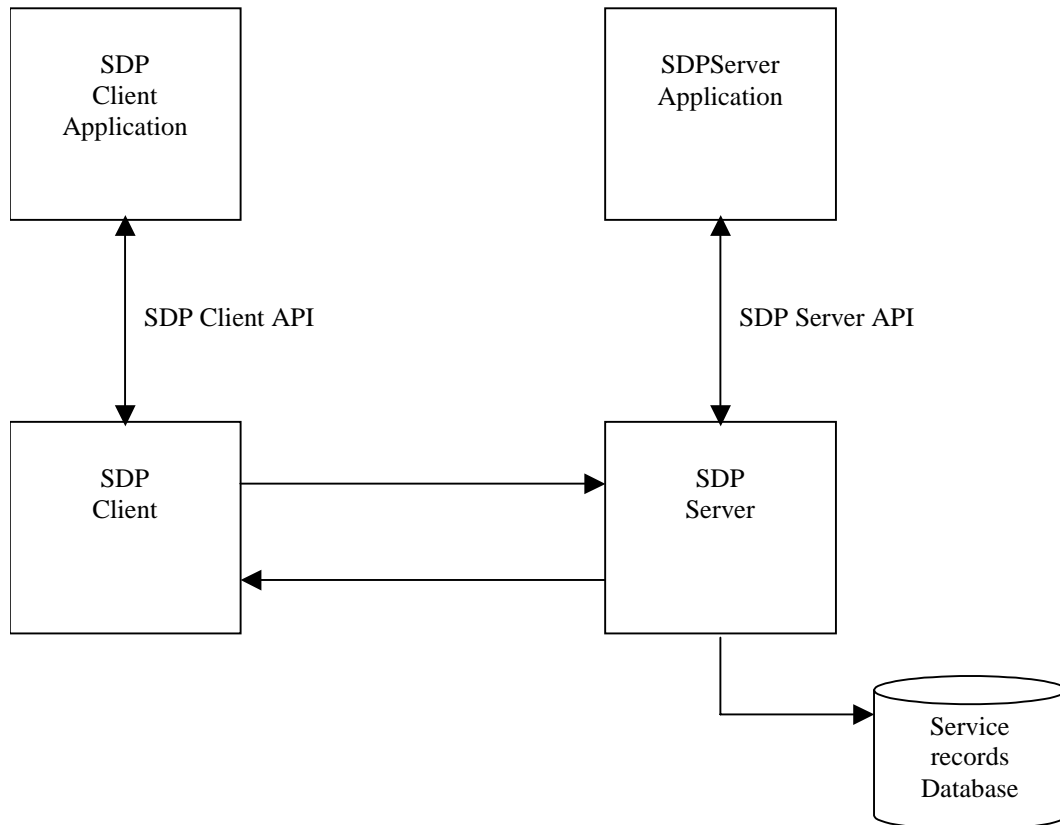 SDP
Client
Application
SDPServer
Application
SDP Client API
SDP Server API
SDP
Client
SDP
Server
Service
records
Database